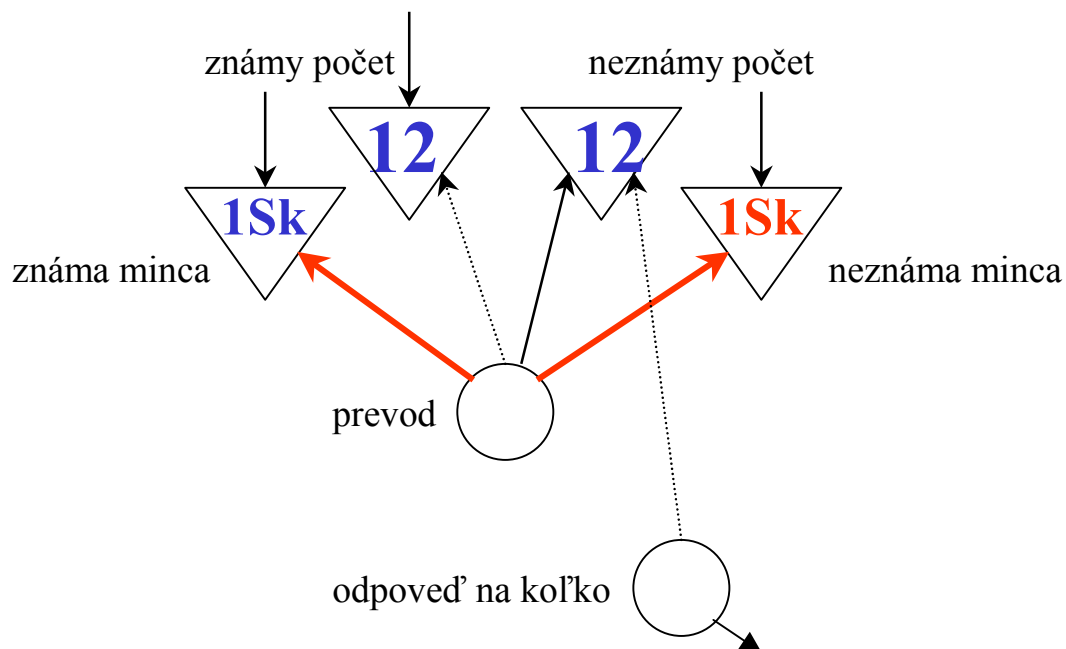 známy počet
neznámy počet
12
12
1Sk
1Sk
známa minca
neznáma minca
prevod
odpoveď na koľko